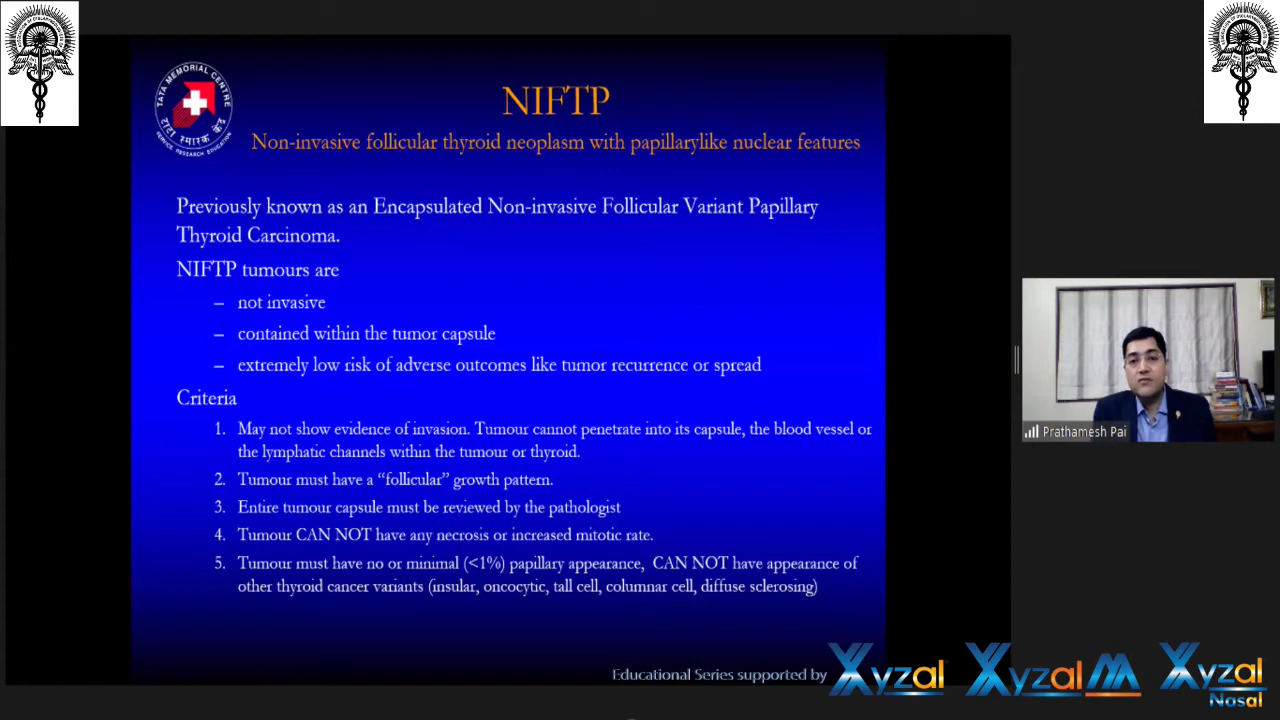 TATA MEMORIAL CENTRE
टाटा स्मारक केंद्र
SERVICE RESEARCH EDUCATION
NIFTP
Non-invasive follicular thyroid neoplasm with papillarylike nuclear features
Previously known as an Encapsulated Non-invasive Follicular Variant Papillary
Thyroid Carcinoma.
NIFTP tumours are
– not invasive
– contained within the tumor capsule
– extremely low risk of adverse outcomes like tumor recurrence or spread
Criteria
1. May not show evidence of invasion. Tumour cannot penetrate into its capsule, the blood vessel or
the lymphatic channels within the tumour or thyroid.
2. Tumour must have a “follicular” growth pattern.
3. Entire tumour capsule must be reviewed by the pathologist
4. Tumour CAN NOT have any necrosis or increased mitotic rate.
5. Tumour must have no or minimal (<1%) papillary appearance, CAN NOT have appearance of
other thyroid cancer variants (insular, oncocytic, tall cell, columnar cell, diffuse sclerosing)
Prathamesh Pai
Educational Series supported by
Xyzal
Xyzal M
Xyzal
Nasal